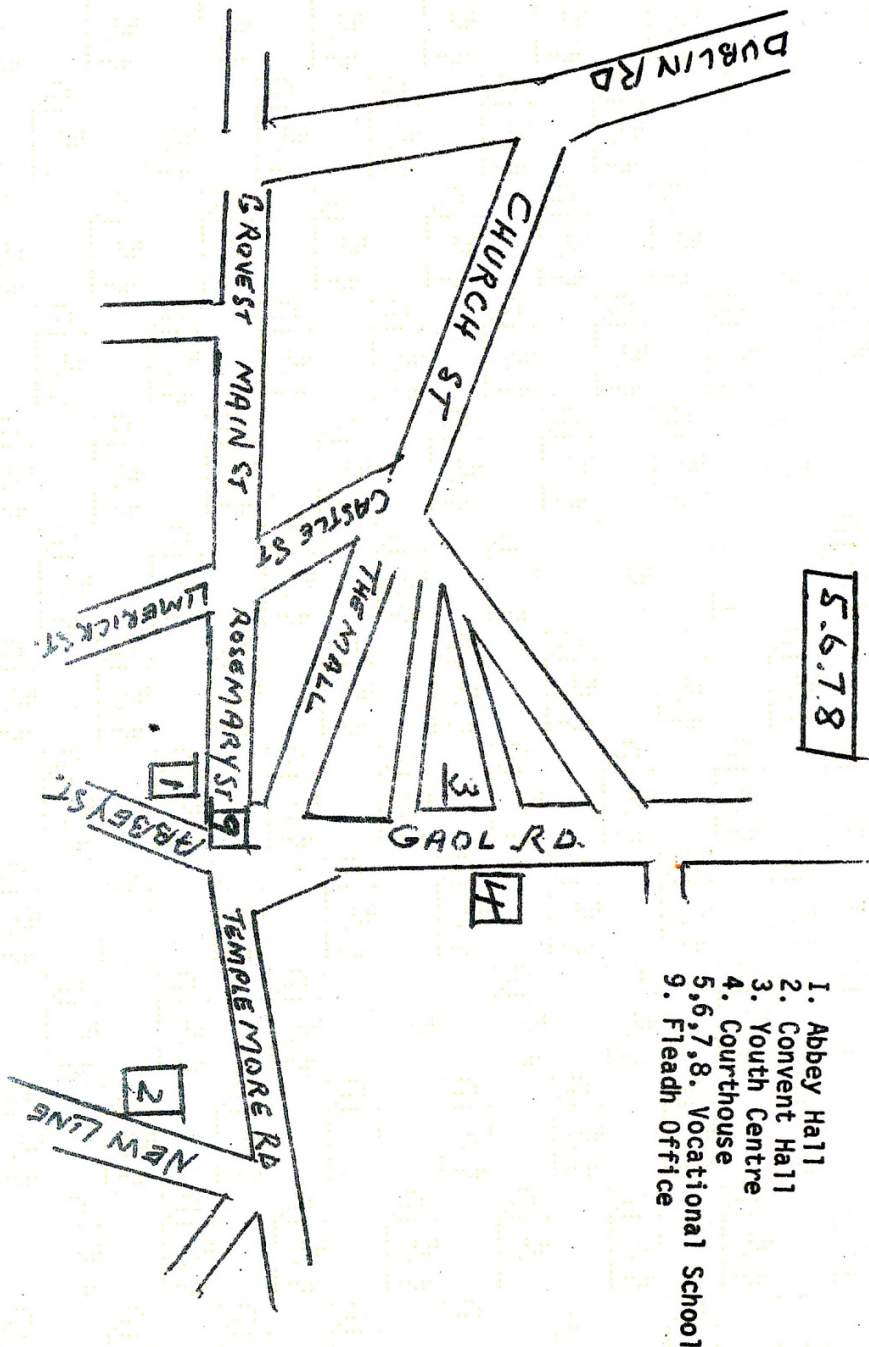 DUBLIN RD
CHURCH ST
GROVE ST
MAIN ST
CASTLE ST
THE MALL
LIMERICK ST.
ROSEMARY ST
ABBEY ST.
GAOL RD.
TEMPLEMORE RD
NEW LINE
5.6.7.8
1
9
3
4
2
I. Abbey Hall
2. Convent Hall
3. Youth Centre
4. Courthouse
5,6,7,8. Vocational School
9. Fleadh Office